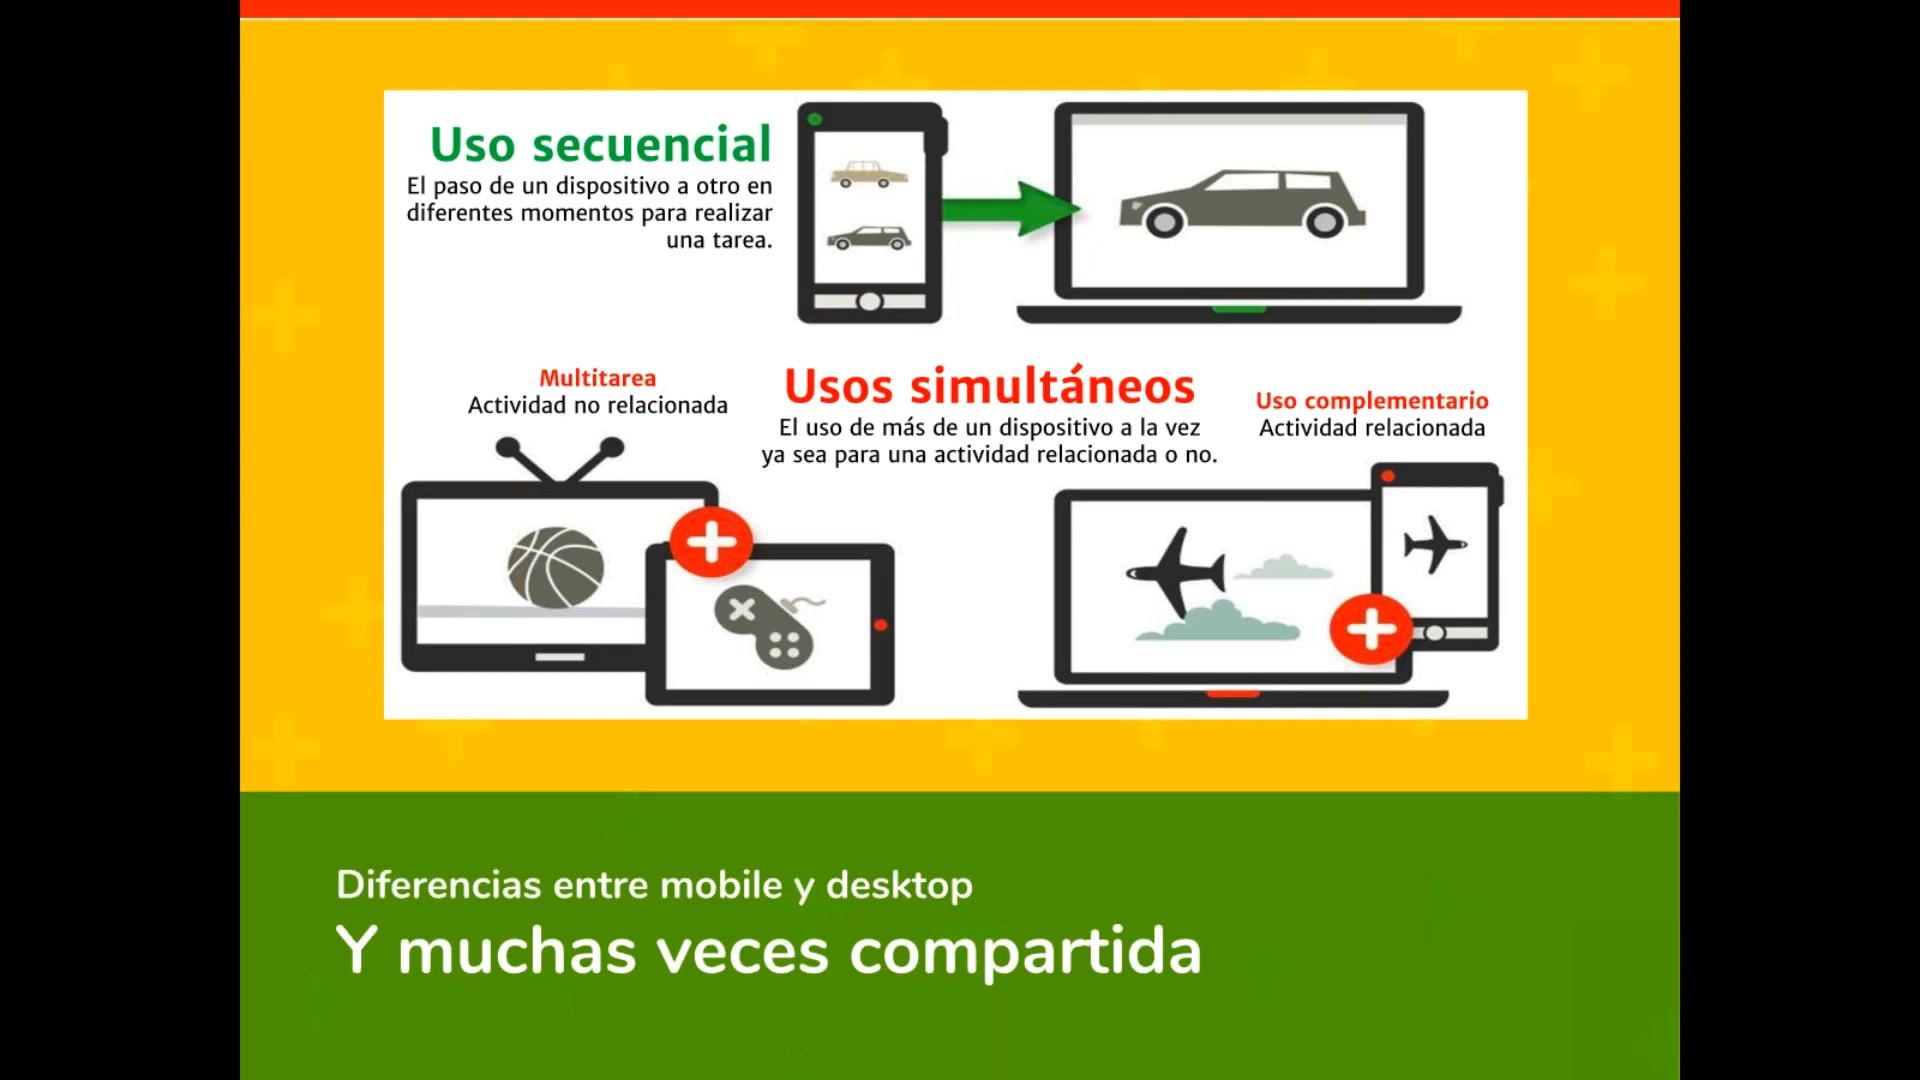 Uso secuencial
El paso de un dispositivo a otro en
diferentes momentos para realizar
una tarea.
Multitarea
Actividad no relacionada
Usos simultáneos
El uso de más de un dispositivo a la vez
ya sea para una actividad relacionada o no.
Uso complementario
Actividad relacionada
Diferencias entre mobile y desktop
Y muchas veces compartida